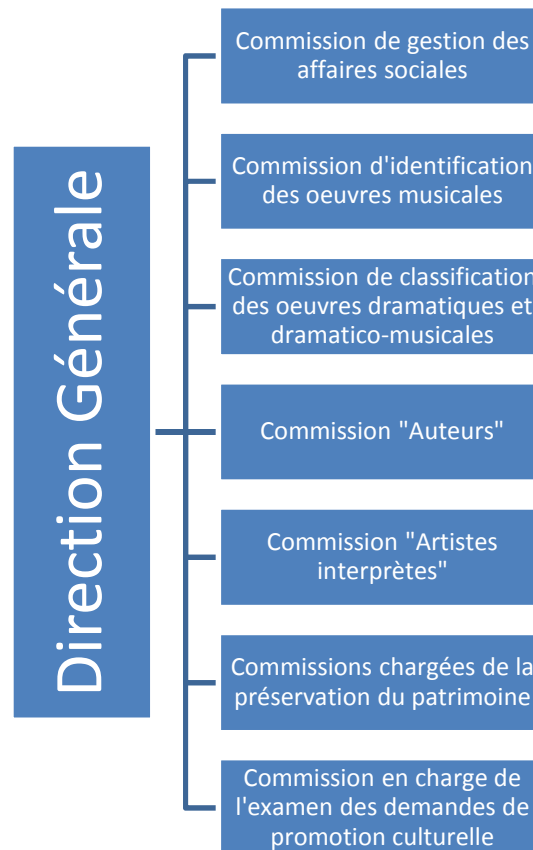 Direction Générale
Commission de gestion des
affaires sociales
Commission d'identification
des oeuvres musicales
Commission de classification
des oeuvres dramatiques et
dramatico-musicales
Commission "Auteurs"
Commission "Artistes
interprètes"
Commissions chargées de la
préservation du patrimoine
Commission en charge de
l'examen des demandes de
promotion culturelle